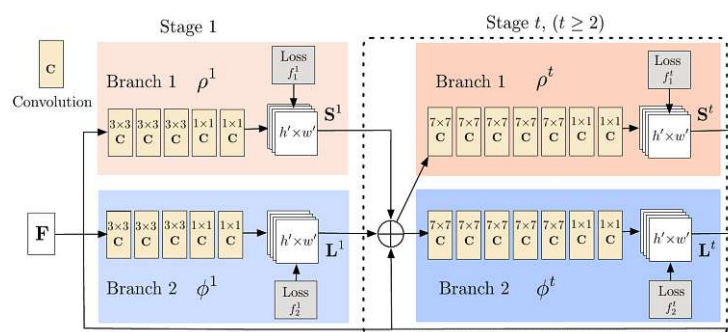 Stage 1
Stage t, (t ≥ 2)
C
Convolution
Branch 1 ρ¹
Loss
f₁¹
3×3 3×3 3×3 1×1 1×1
C C C C C
h′×w′
S¹
Branch 1 ρᵗ
Loss
f₁ᵗ
7×7 7×7 7×7 7×7 7×7 1×1 1×1
C C C C C C C
h′×w′
Sᵗ
F
3×3 3×3 3×3 1×1 1×1
C C C C C
h′×w′
L¹
Branch 2 ϕ¹
Loss
f₂¹
7×7 7×7 7×7 7×7 7×7 1×1 1×1
C C C C C C C
h′×w′
Lᵗ
Branch 2 ϕᵗ
Loss
f₂ᵗ